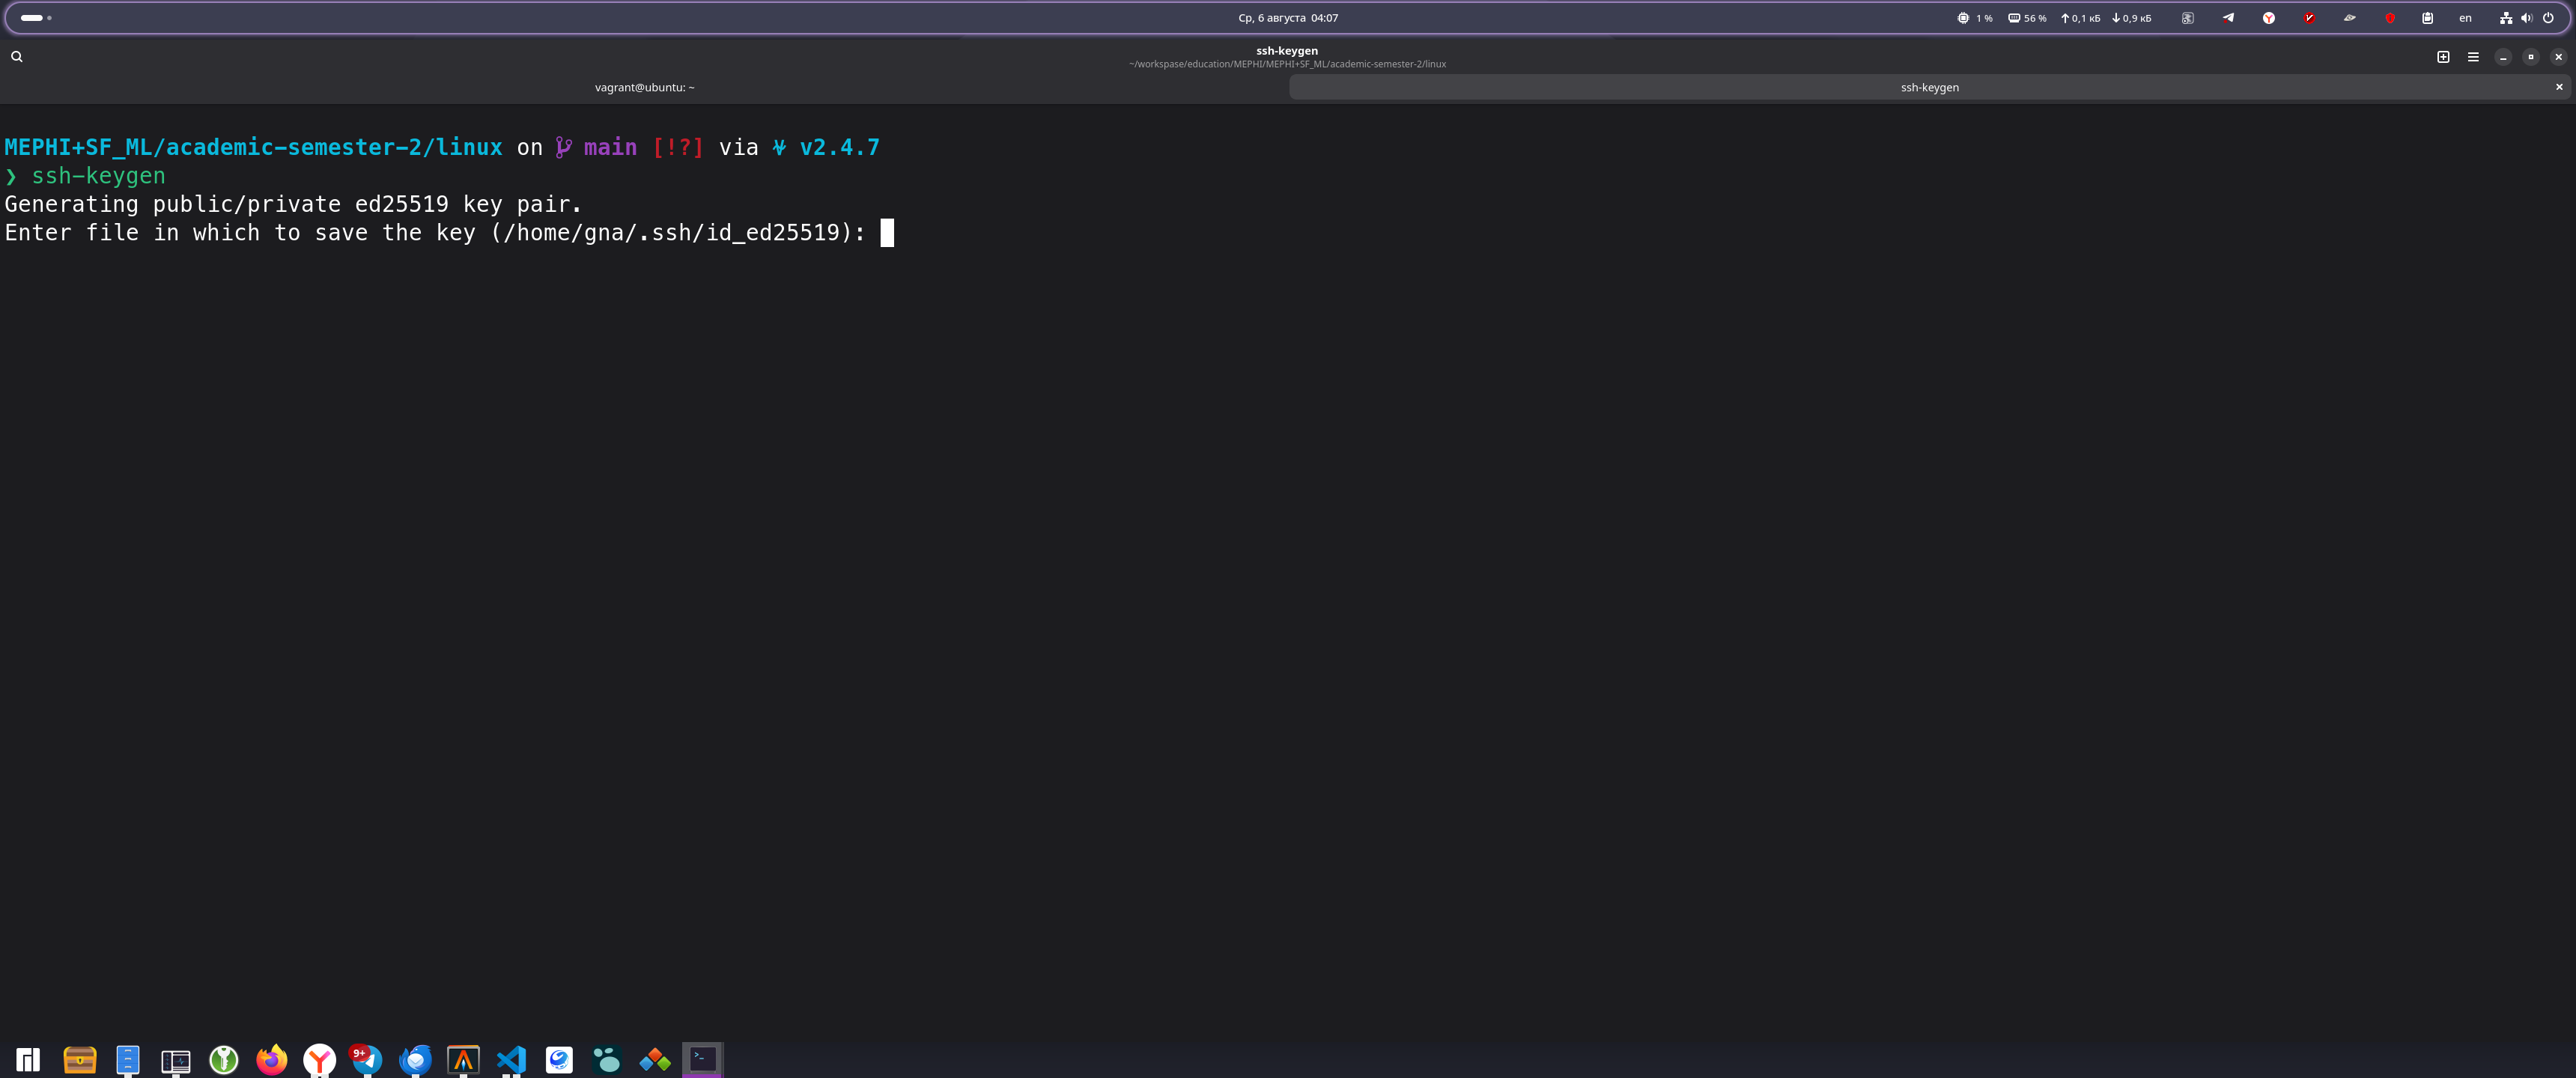 Ср, 6 августа 04:07
1 %
56 %
0,1 кБ
0,9 кБ
en
ssh-keygen
~/workspase/education/MEPHI/MEPHI+SF_ML/academic-semester-2/linux
vagrant@ubuntu: ~
ssh-keygen
MEPHI+SF_ML/academic-semester-2/linux on main [!?] via v2.4.7
❯ ssh-keygen
Generating public/private ed25519 key pair.
Enter file in which to save the key (/home/gna/.ssh/id_ed25519):
9+